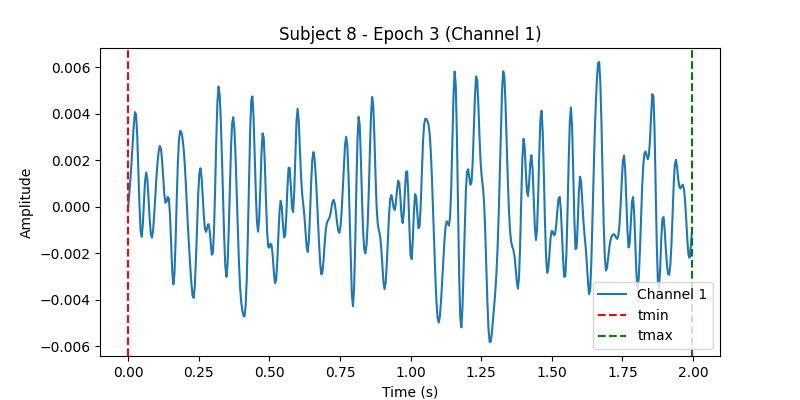 Subject 8 - Epoch 3 (Channel 1)
Amplitude
0.006
0.004
0.002
0.000
−0.002
−0.004
−0.006
Channel 1
tmin
tmax
0.00 0.25 0.50 0.75 1.00 1.25 1.50 1.75 2.00
Time (s)